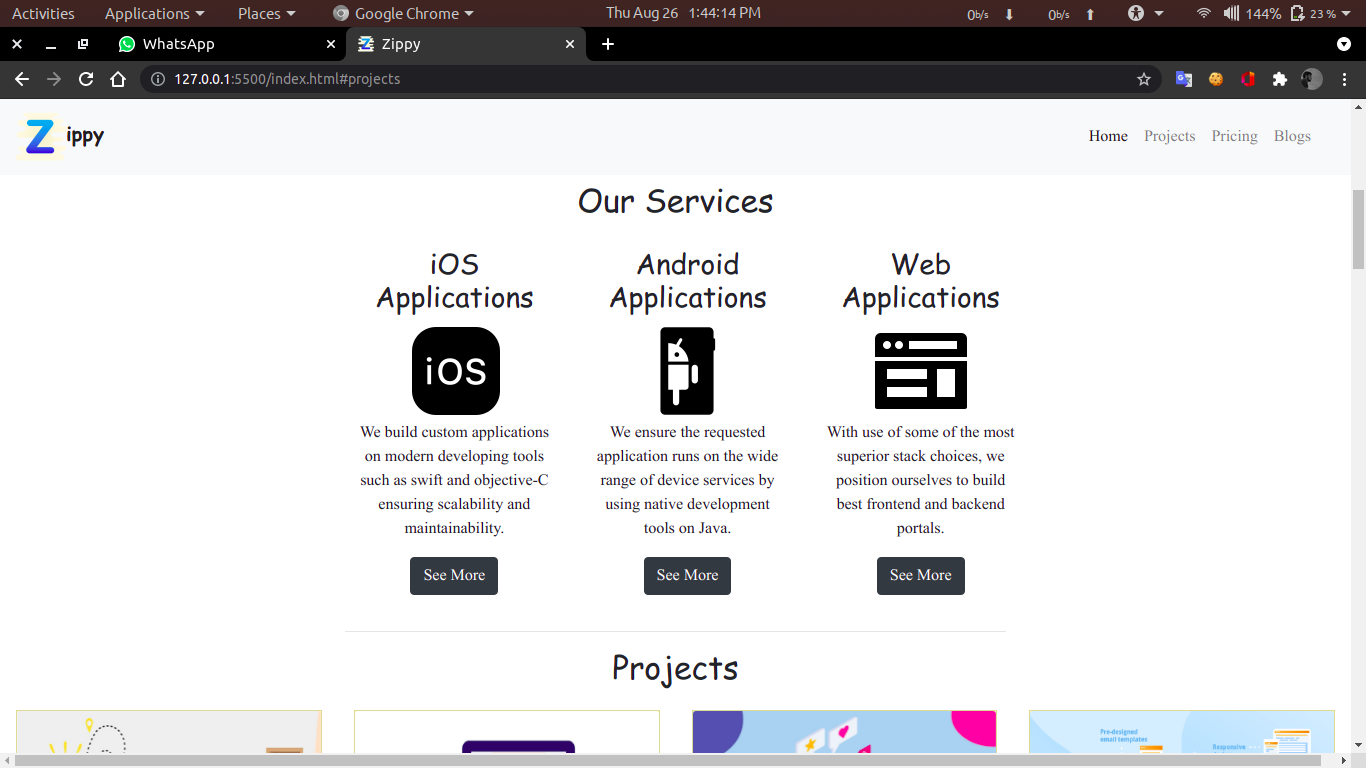 Activities Applications Places Google Chrome Thu Aug 26 1:44:14 PM 0b/s 0b/s 144% 23 %
WhatsApp Zippy
127.0.0.1:5500/index.html#projects
Zippy Home Projects Pricing Blogs
Our Services
iOS
Applications
Android
Applications
Web
Applications
iOS
We build custom applications
on modern developing tools
such as swift and objective-C
ensuring scalability and
maintainability.
We ensure the requested
application runs on the wide
range of device services by
using native development
tools on Java.
With use of some of the most
superior stack choices, we
position ourselves to build
best frontend and backend
portals.
See More See More See More
Projects
Pre-designed
email templates
Responsive